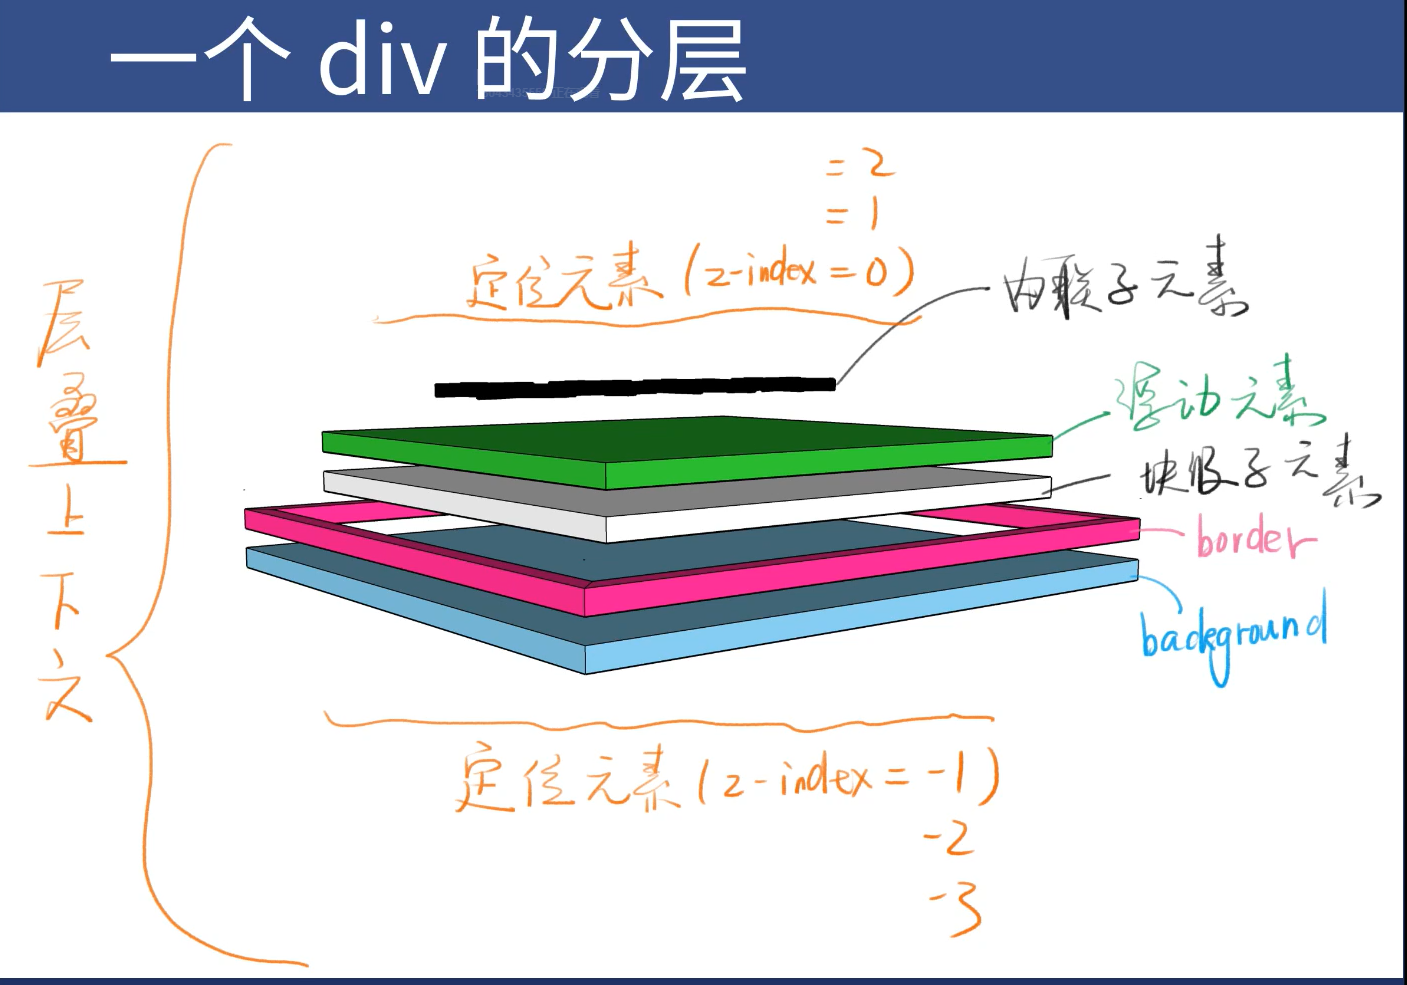 一个 div 的分层
= 2
= 1
定位元素 (z-index = 0)
内联子元素
浮动元素
块级子元素
border
background
层叠上下文
定位元素 (z-index = -1)
-2
-3